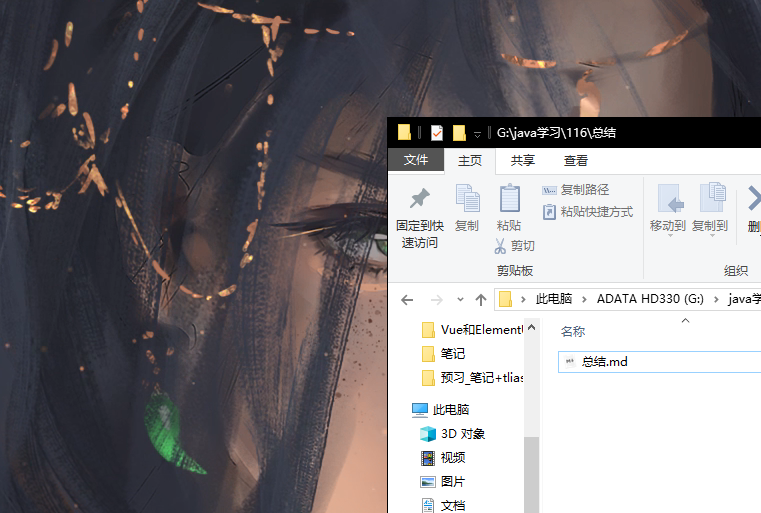 G:\java学习\116\总结
文件 主页 共享 查看
固定到快速访问
复制
粘贴
复制路径
粘贴快捷方式
剪切
移动到
复制到
剪贴板
组织
此电脑 ADATA HD330 (G:) java学
名称
Vue和Element
笔记
预习_笔记+tlias
此电脑
3D 对象
视频
图片
文档
总结.md